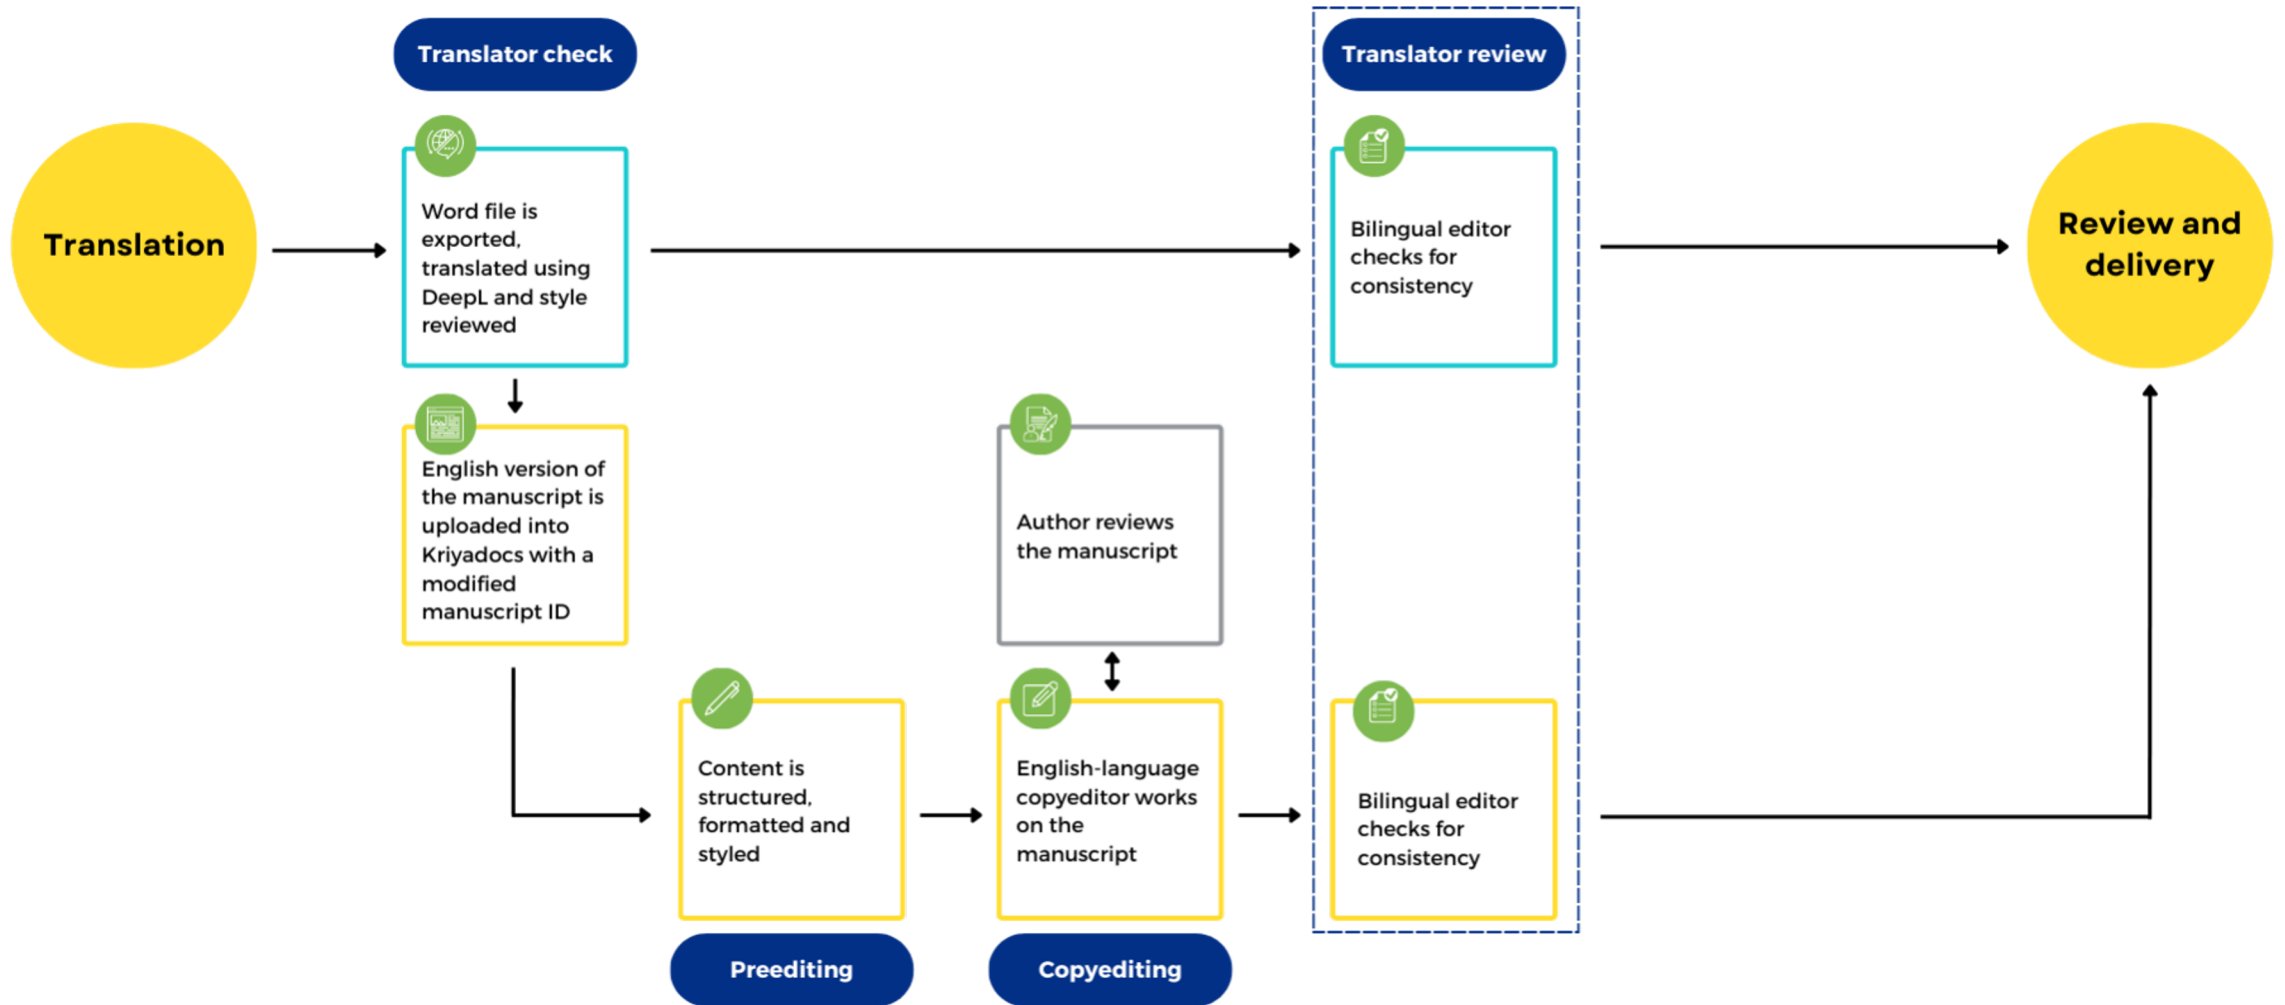 Translator check
Translator review
Translation
Word file is
exported,
translated using
DeepL and style
reviewed
Bilingual editor
checks for
consistency
Review and
delivery
English version of
the manuscript is
uploaded into
Kriyadocs with a
modified
manuscript ID
Author reviews
the manuscript
Content is
structured,
formatted and
styled
English-language
copyeditor works
on the
manuscript
Bilingual editor
checks for
consistency
Preediting
Copyediting